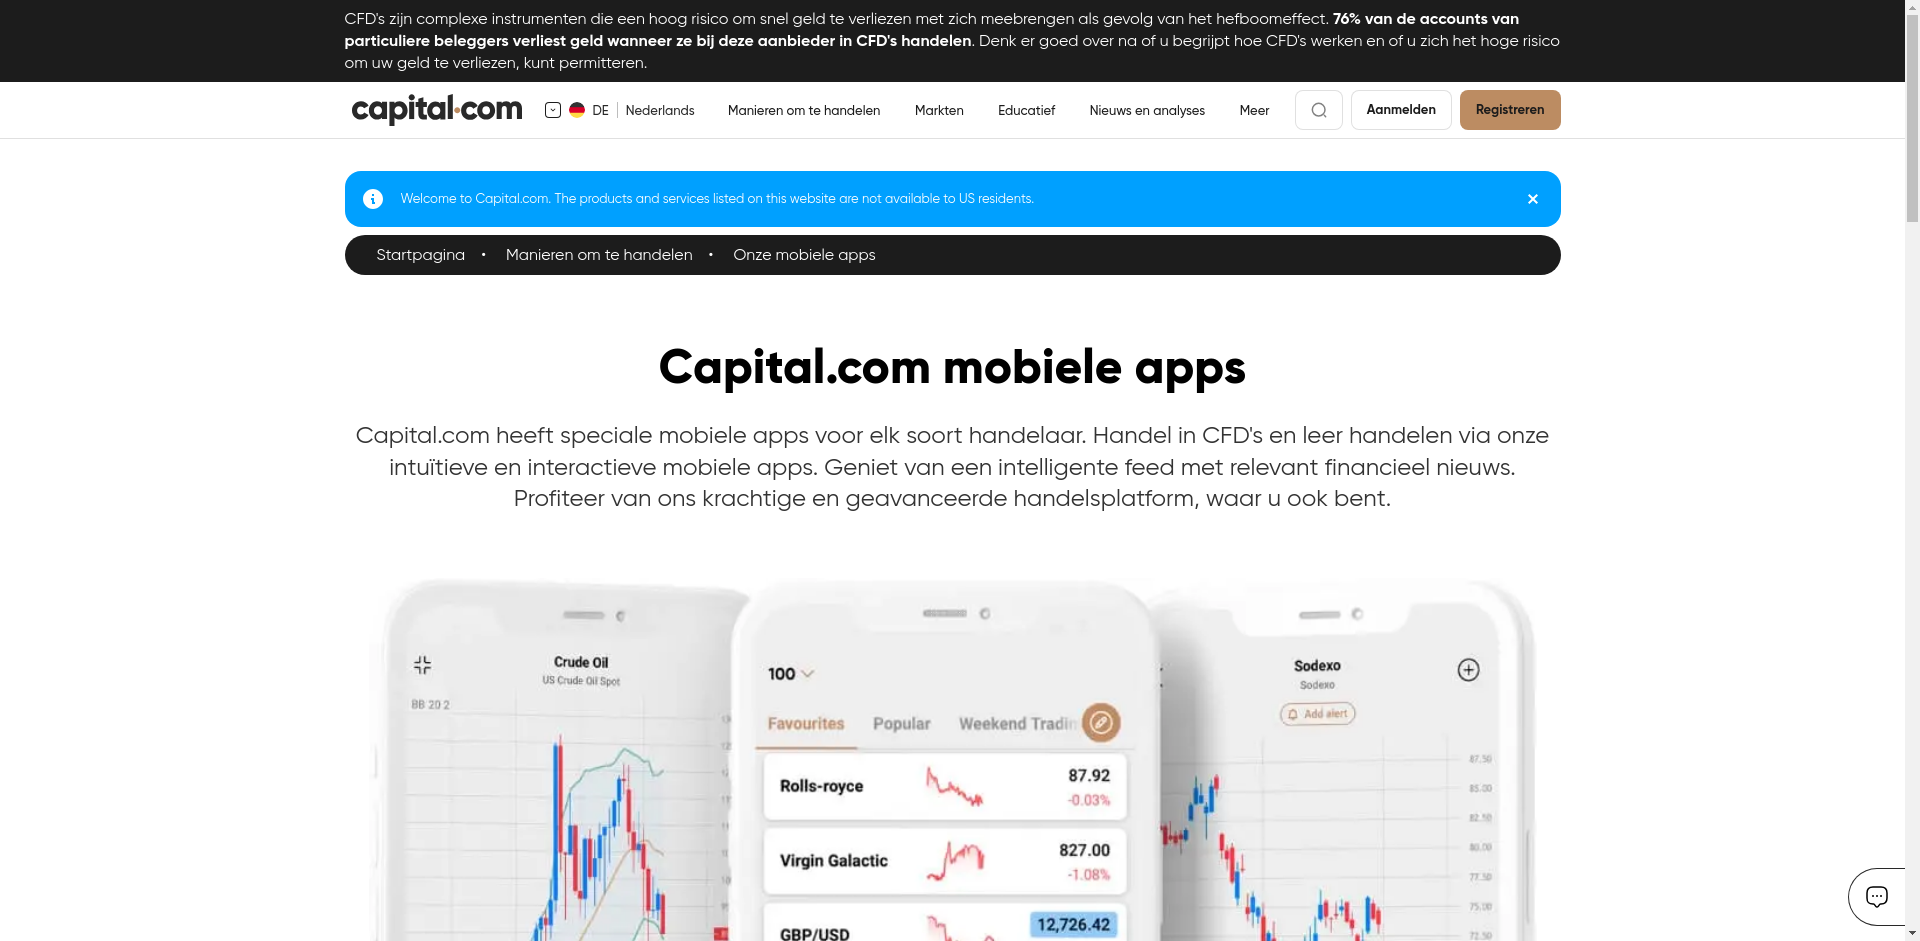 CFD's zijn complexe instrumenten die een hoog risico om snel geld te verliezen met zich meebrengen als gevolg van het hefboomeffect. 76% van de accounts van
particuliere beleggers verliest geld wanneer ze bij deze aanbieder in CFD's handelen. Denk er goed over na of u begrijpt hoe CFD's werken en of u zich het hoge risico
om uw geld te verliezen, kunt permitteren.
capital.com DE Nederlands Manieren om te handelen Markten Educatief Nieuws en analyses Meer Aanmelden Registreren
Welcome to Capital.com. The products and services listed on this website are not available to US residents.
Startpagina • Manieren om te handelen • Onze mobiele apps
Capital.com mobiele apps
Capital.com heeft speciale mobiele apps voor elk soort handelaar. Handel in CFD's en leer handelen via onze
intuïtieve en interactieve mobiele apps. Geniet van een intelligente feed met relevant financieel nieuws.
Profiteer van ons krachtige en geavanceerde handelsplatform, waar u ook bent.
Crude Oil
US Crude Oil Spot
BB 20 2
100
Favourites Popular Weekend Tradin
Rolls-royce 87.92
-0.03%
Virgin Galactic 827.00
-1.08%
GBP/USD 12,726.42
Sodexo
Sodexo
Add alert
87.50
85.00
82.50
80.00
77.50
75.00
72.50